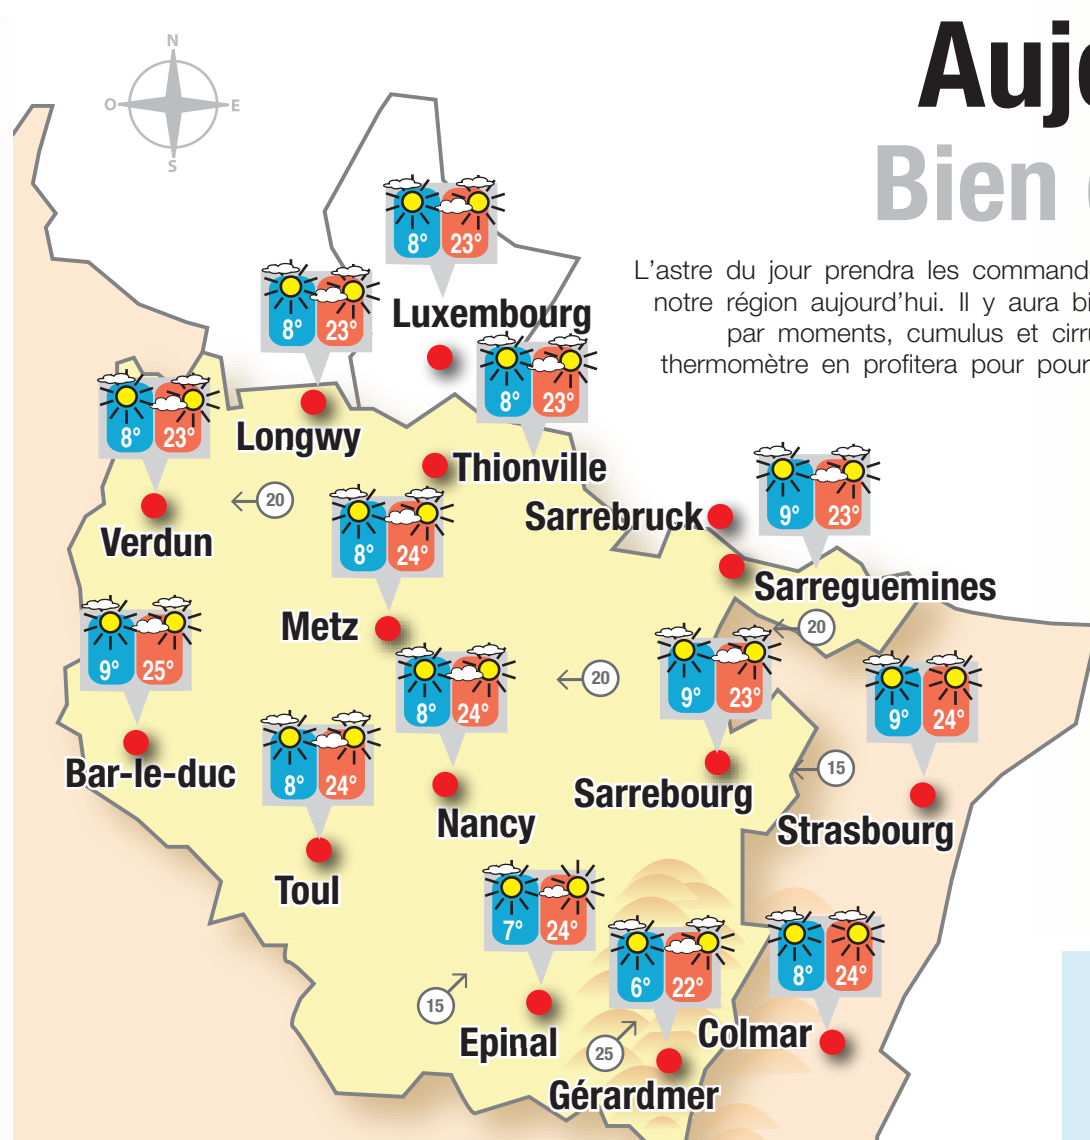 Aujo
Bien
L'astre du jour prendra les command
notre région aujourd'hui. Il y aura bi
par moments, cumulus et cirru
thermomètre en profitera pour pour
N
O
E
S
8° 23°
Luxembourg
8° 23°
Longwy
8° 23°
Thionville
8° 23°
Verdun
20
Sarrebruck
9° 23°
Sarreguemines
8° 24°
Metz
20
9° 25°
Bar-le-duc
8° 24°
Nancy
20
9° 23°
Sarrebourg
9° 24°
Strasbourg
15
8° 24°
Toul
7° 24°
Epinal
15
6° 22°
Gérardmer
25
8° 24°
Colmar